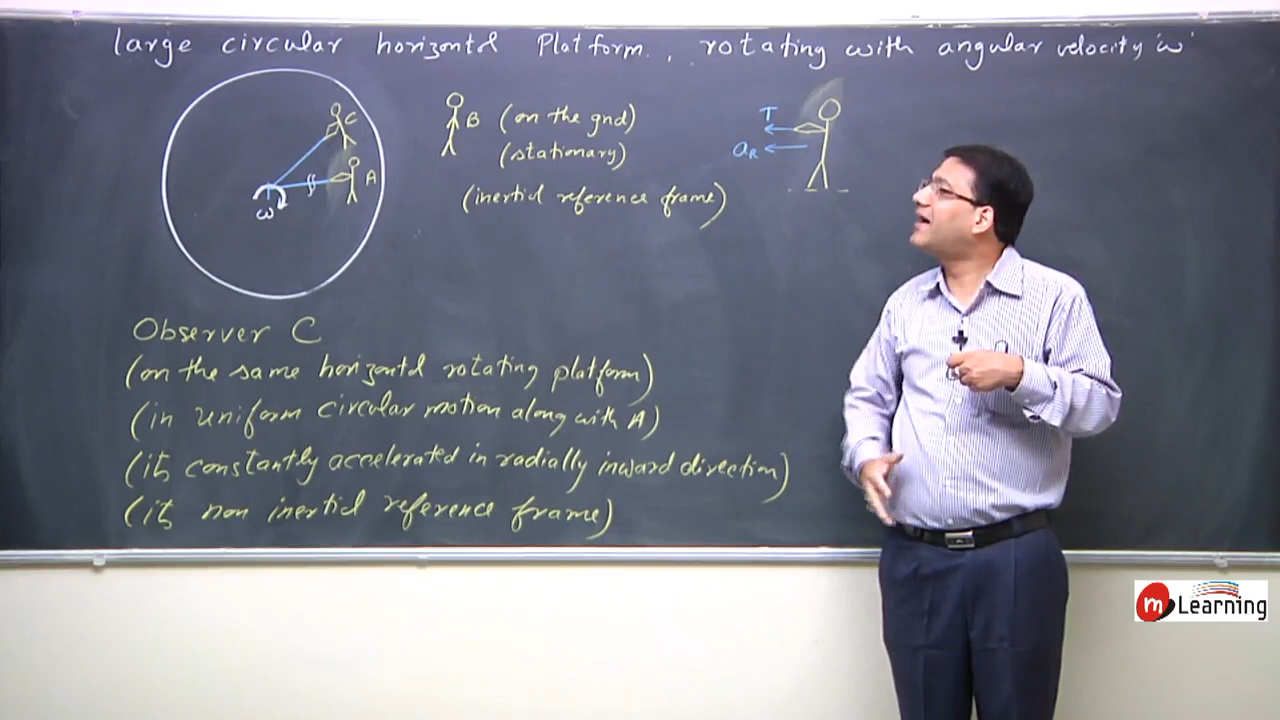 large circular horizontal Platform., rotating with angular velocity 'ω'
C
A
ω
B (on the gnd)
(stationary)
(inertial reference frame)
T
aR
Observer C
(on the same horizontal rotating platform)
(in uniform circular motion along with A)
(its constantly accelerated in radially inward direction)
(its non inertial reference frame)
m Learning